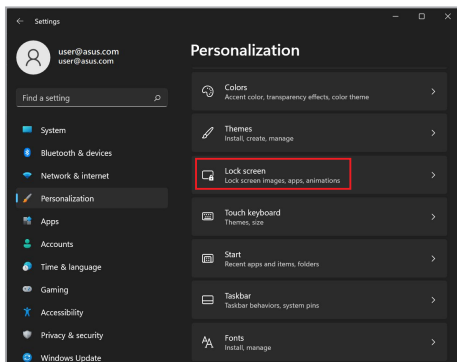 Settings
user@asus.com
user@asus.com
Find a setting
System
Bluetooth & devices
Network & internet
Personalization
Apps
Accounts
Time & language
Gaming
Accessibility
Privacy & security
Windows Update
Personalization
Colors
Accent color, transparency effects, color theme
Themes
Install, create, manage
Lock screen
Lock screen images, apps, animations
Touch keyboard
Themes, size
Start
Recent apps and items, folders
Taskbar
Taskbar behaviors, system pins
Fonts
Install, manage